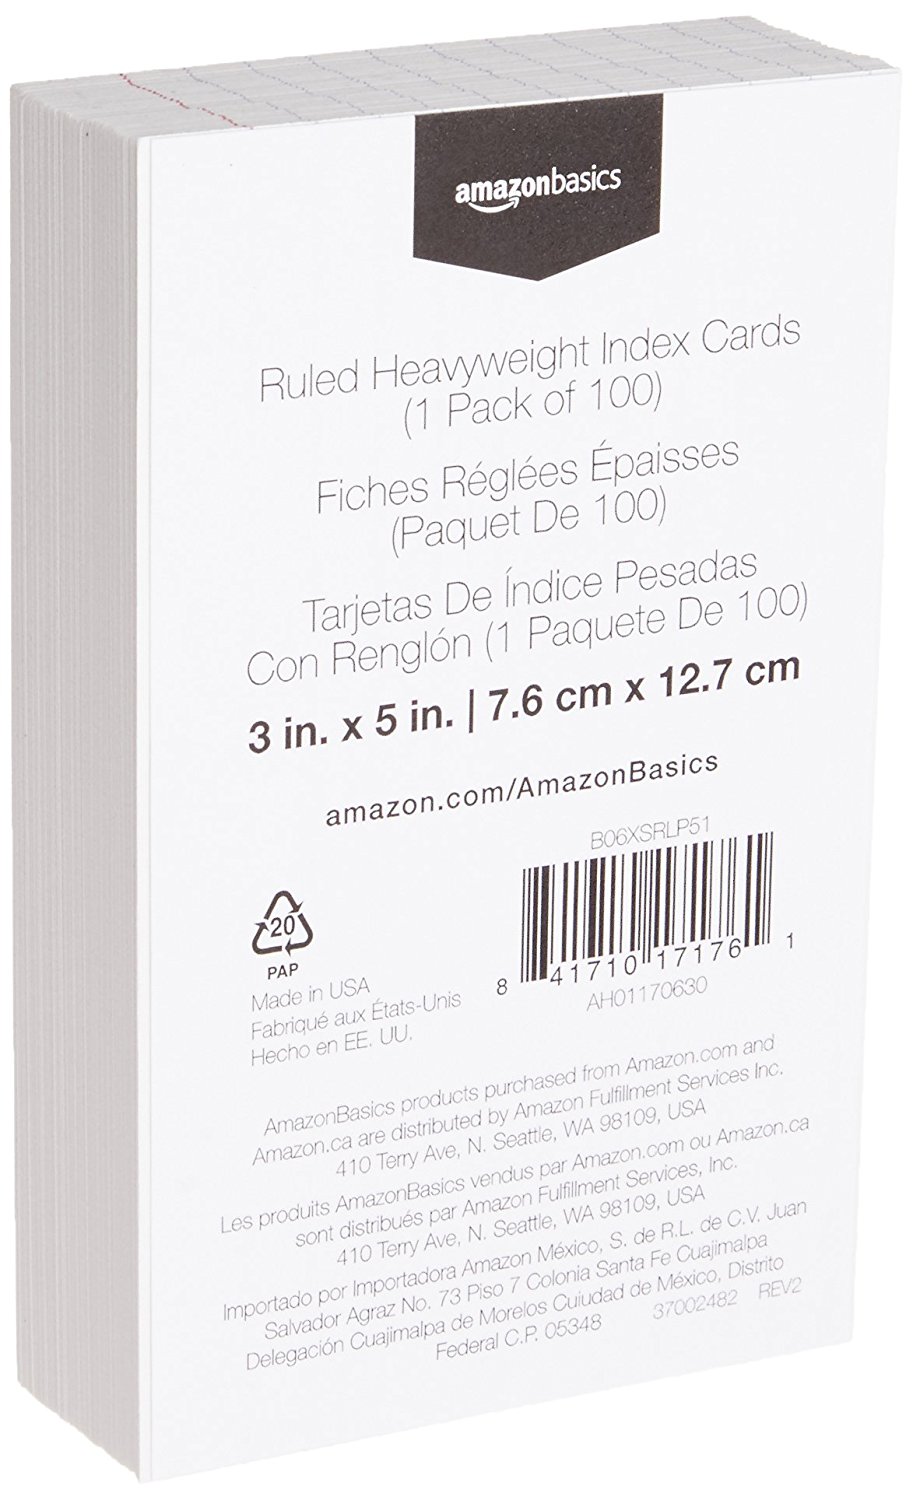 amazonbasics
Ruled Heavyweight Index Cards
(1 Pack of 100)
Fiches Réglées Épaisses
(Paquet De 100)
Tarjetas De Índice Pesadas
Con Renglón (1 Paquete De 100)
3 in. x 5 in. | 7.6 cm x 12.7 cm
amazon.com/AmazonBasics
B06XSRLP51
8 41710 17176 1
AH01170630
20
PAP
Made in USA
Fabriqué aux États-Unis
Hecho en EE. UU.
AmazonBasics products purchased from Amazon.com and
Amazon.ca are distributed by Amazon Fulfillment Services Inc.
410 Terry Ave, N. Seattle, WA 98109, USA
Les produits AmazonBasics vendus par Amazon.com ou Amazon.ca
sont distribués par Amazon Fulfillment Services, Inc.
410 Terry Ave, N. Seattle, WA 98109, USA
Importado por Importadora Amazon México, S. de R.L. de C.V. Juan
Salvador Agraz No. 73 Piso 7 Colonia Santa Fe Cuajimalpa
Delegación Cuajimalpa de Morelos Cuiudad de México, Distrito
Federal C.P. 05348 37002482 REV2